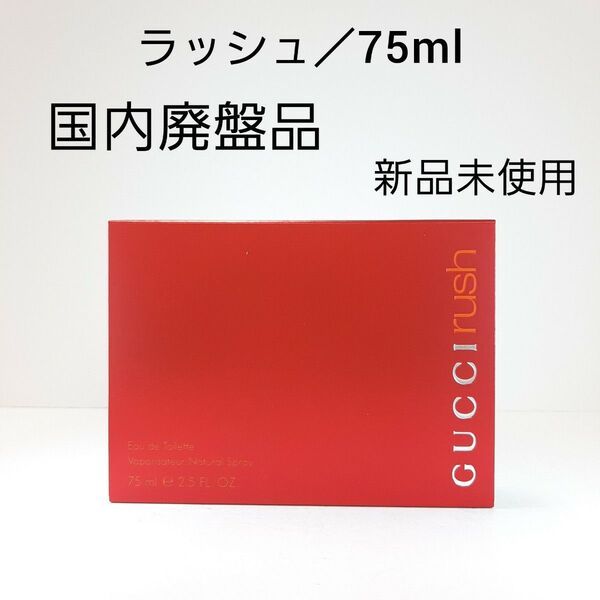 ラッシュ／75ml
国内廃盤品
新品未使用
GUCCI rush
Eau de Toilette
Vaporisateur Natural Spray
75 ml ℮ 2.5 FL. OZ.